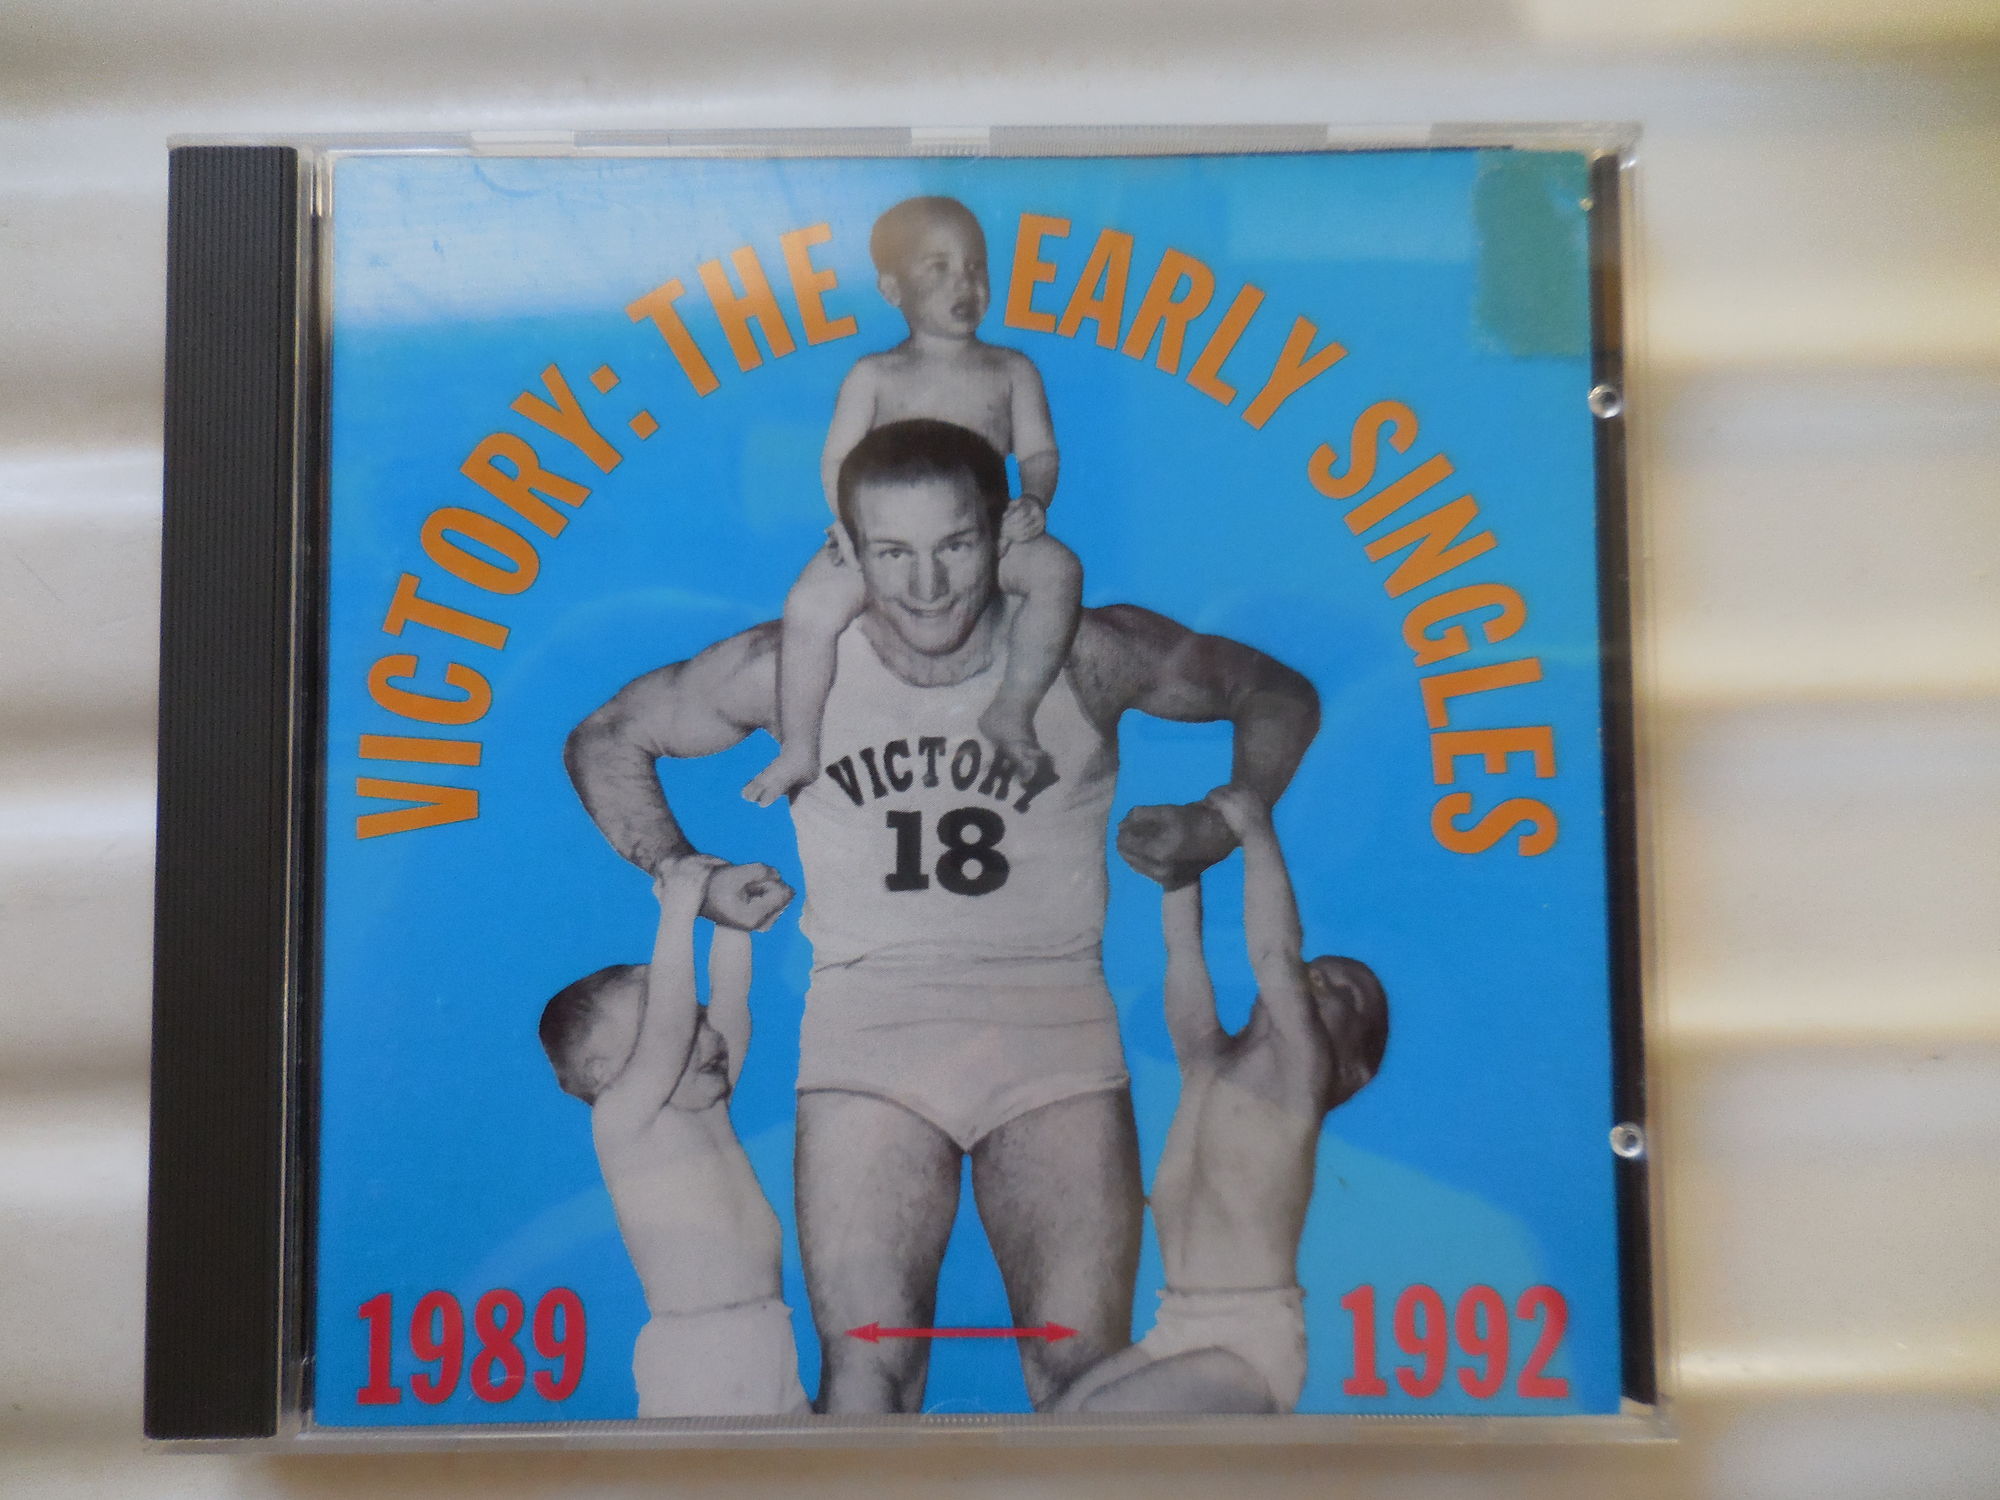 VICTORY: THE EARLY SINGLES
VICTORY
18
1989
1992